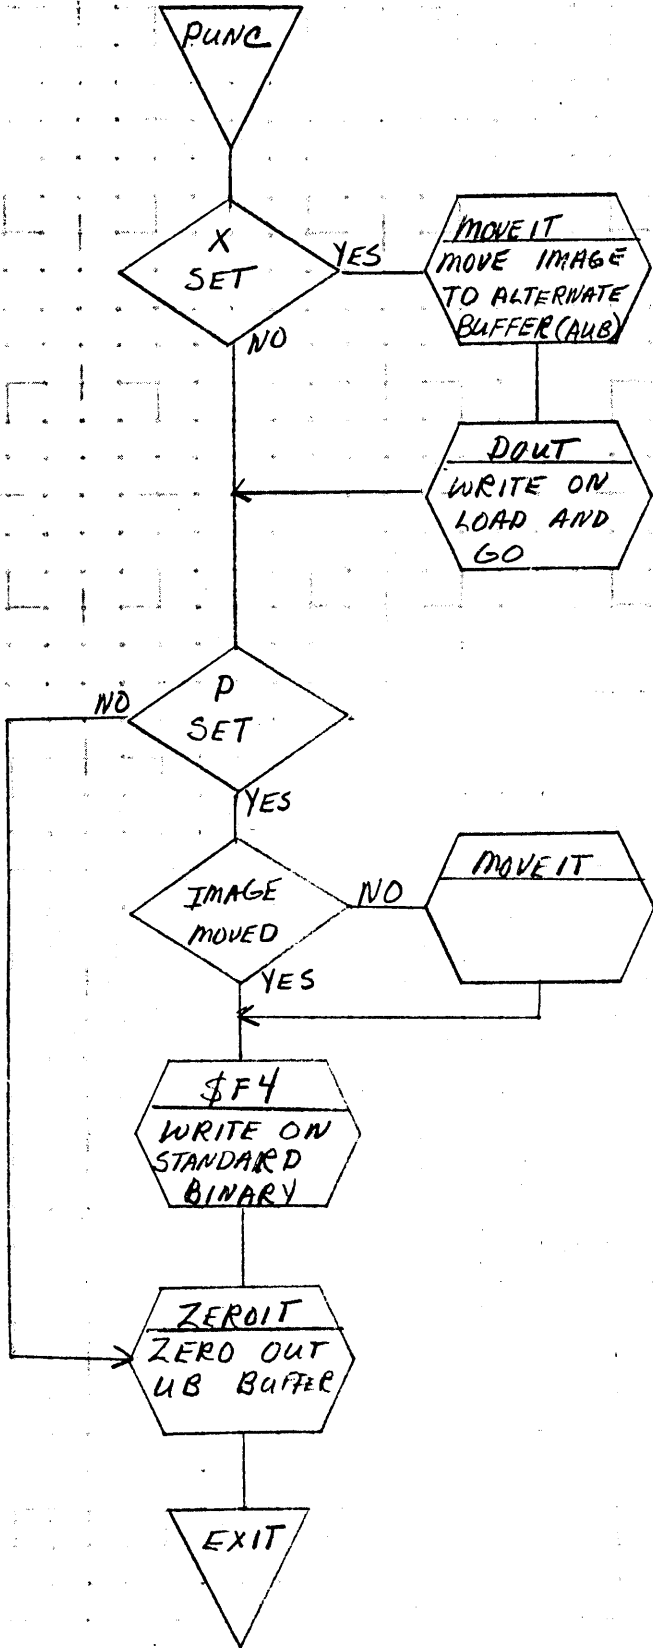 PUNC
X
SET
YES
NO
MOVEIT
MOVE IMAGE
TO ALTERNATE
BUFFER (AUB)
DOUT
WRITE ON
LOAD AND
GO
P
SET
NO
YES
IMAGE
MOVED
NO
YES
MOVEIT
$F4
WRITE ON
STANDARD
BINARY
ZEROIT
ZERO OUT
UB BUFFER
EXIT